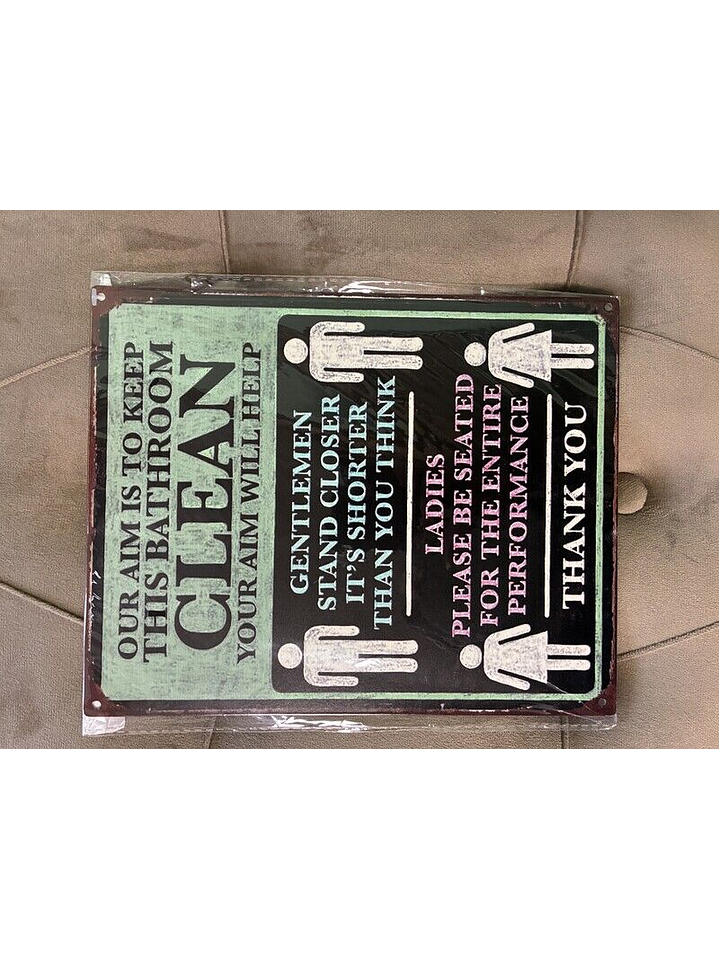 OUR AIM IS TO KEEP
THIS BATHROOM
CLEAN
YOUR AIM WILL HELP
GENTLEMEN
STAND CLOSER
IT'S SHORTER
THAN YOU THINK
LADIES
PLEASE BE SEATED
FOR THE ENTIRE
PERFORMANCE
THANK YOU